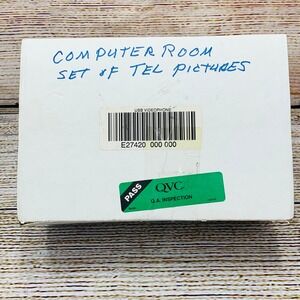 COMPUTER ROOM
SET OF TEL PICTURES
USB VIDEOPHONE
E27420 000 000
PASS
QVC
Q.A. INSPECTION